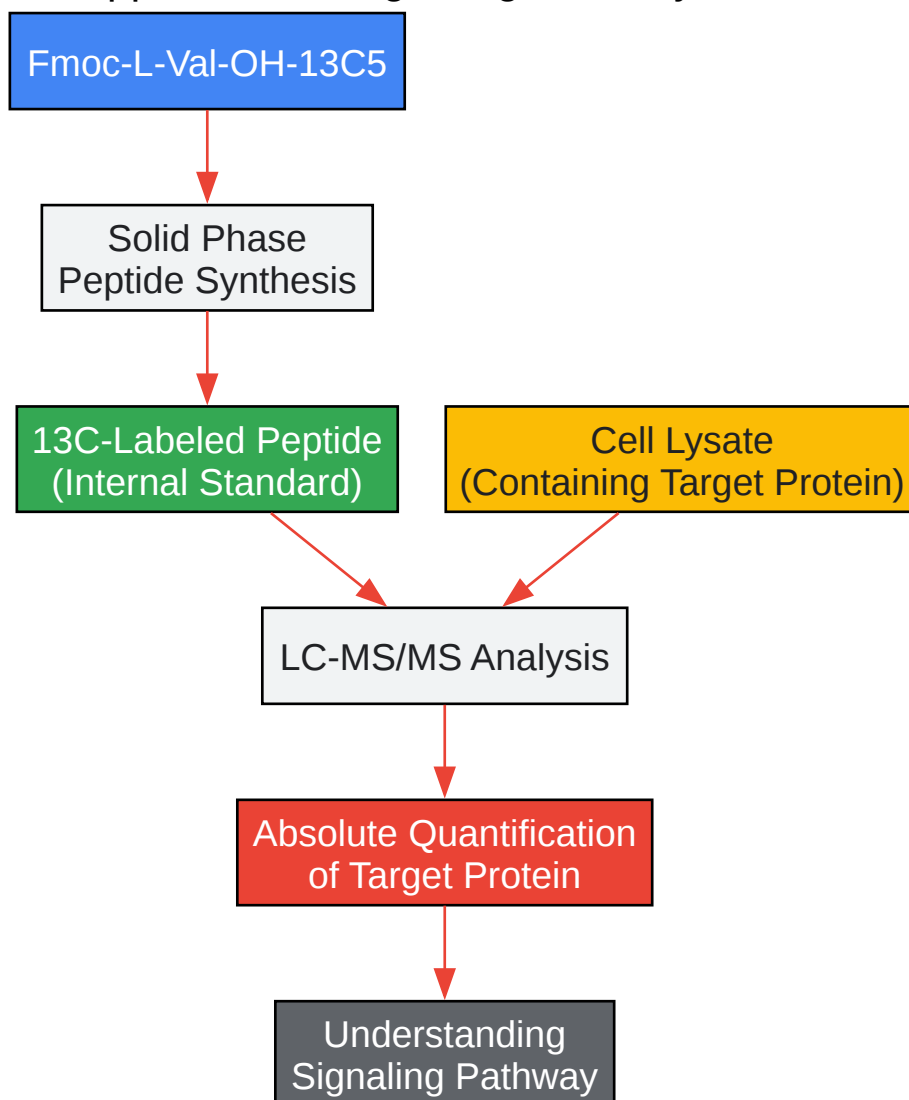 Fmoc-L-Val-OH-13C5
Solid Phase
Peptide Synthesis
13C-Labeled Peptide
(Internal Standard)
Cell Lysate
(Containing Target Protein)
LC-MS/MS Analysis
Absolute Quantification
of Target Protein
Understanding
Signaling Pathway